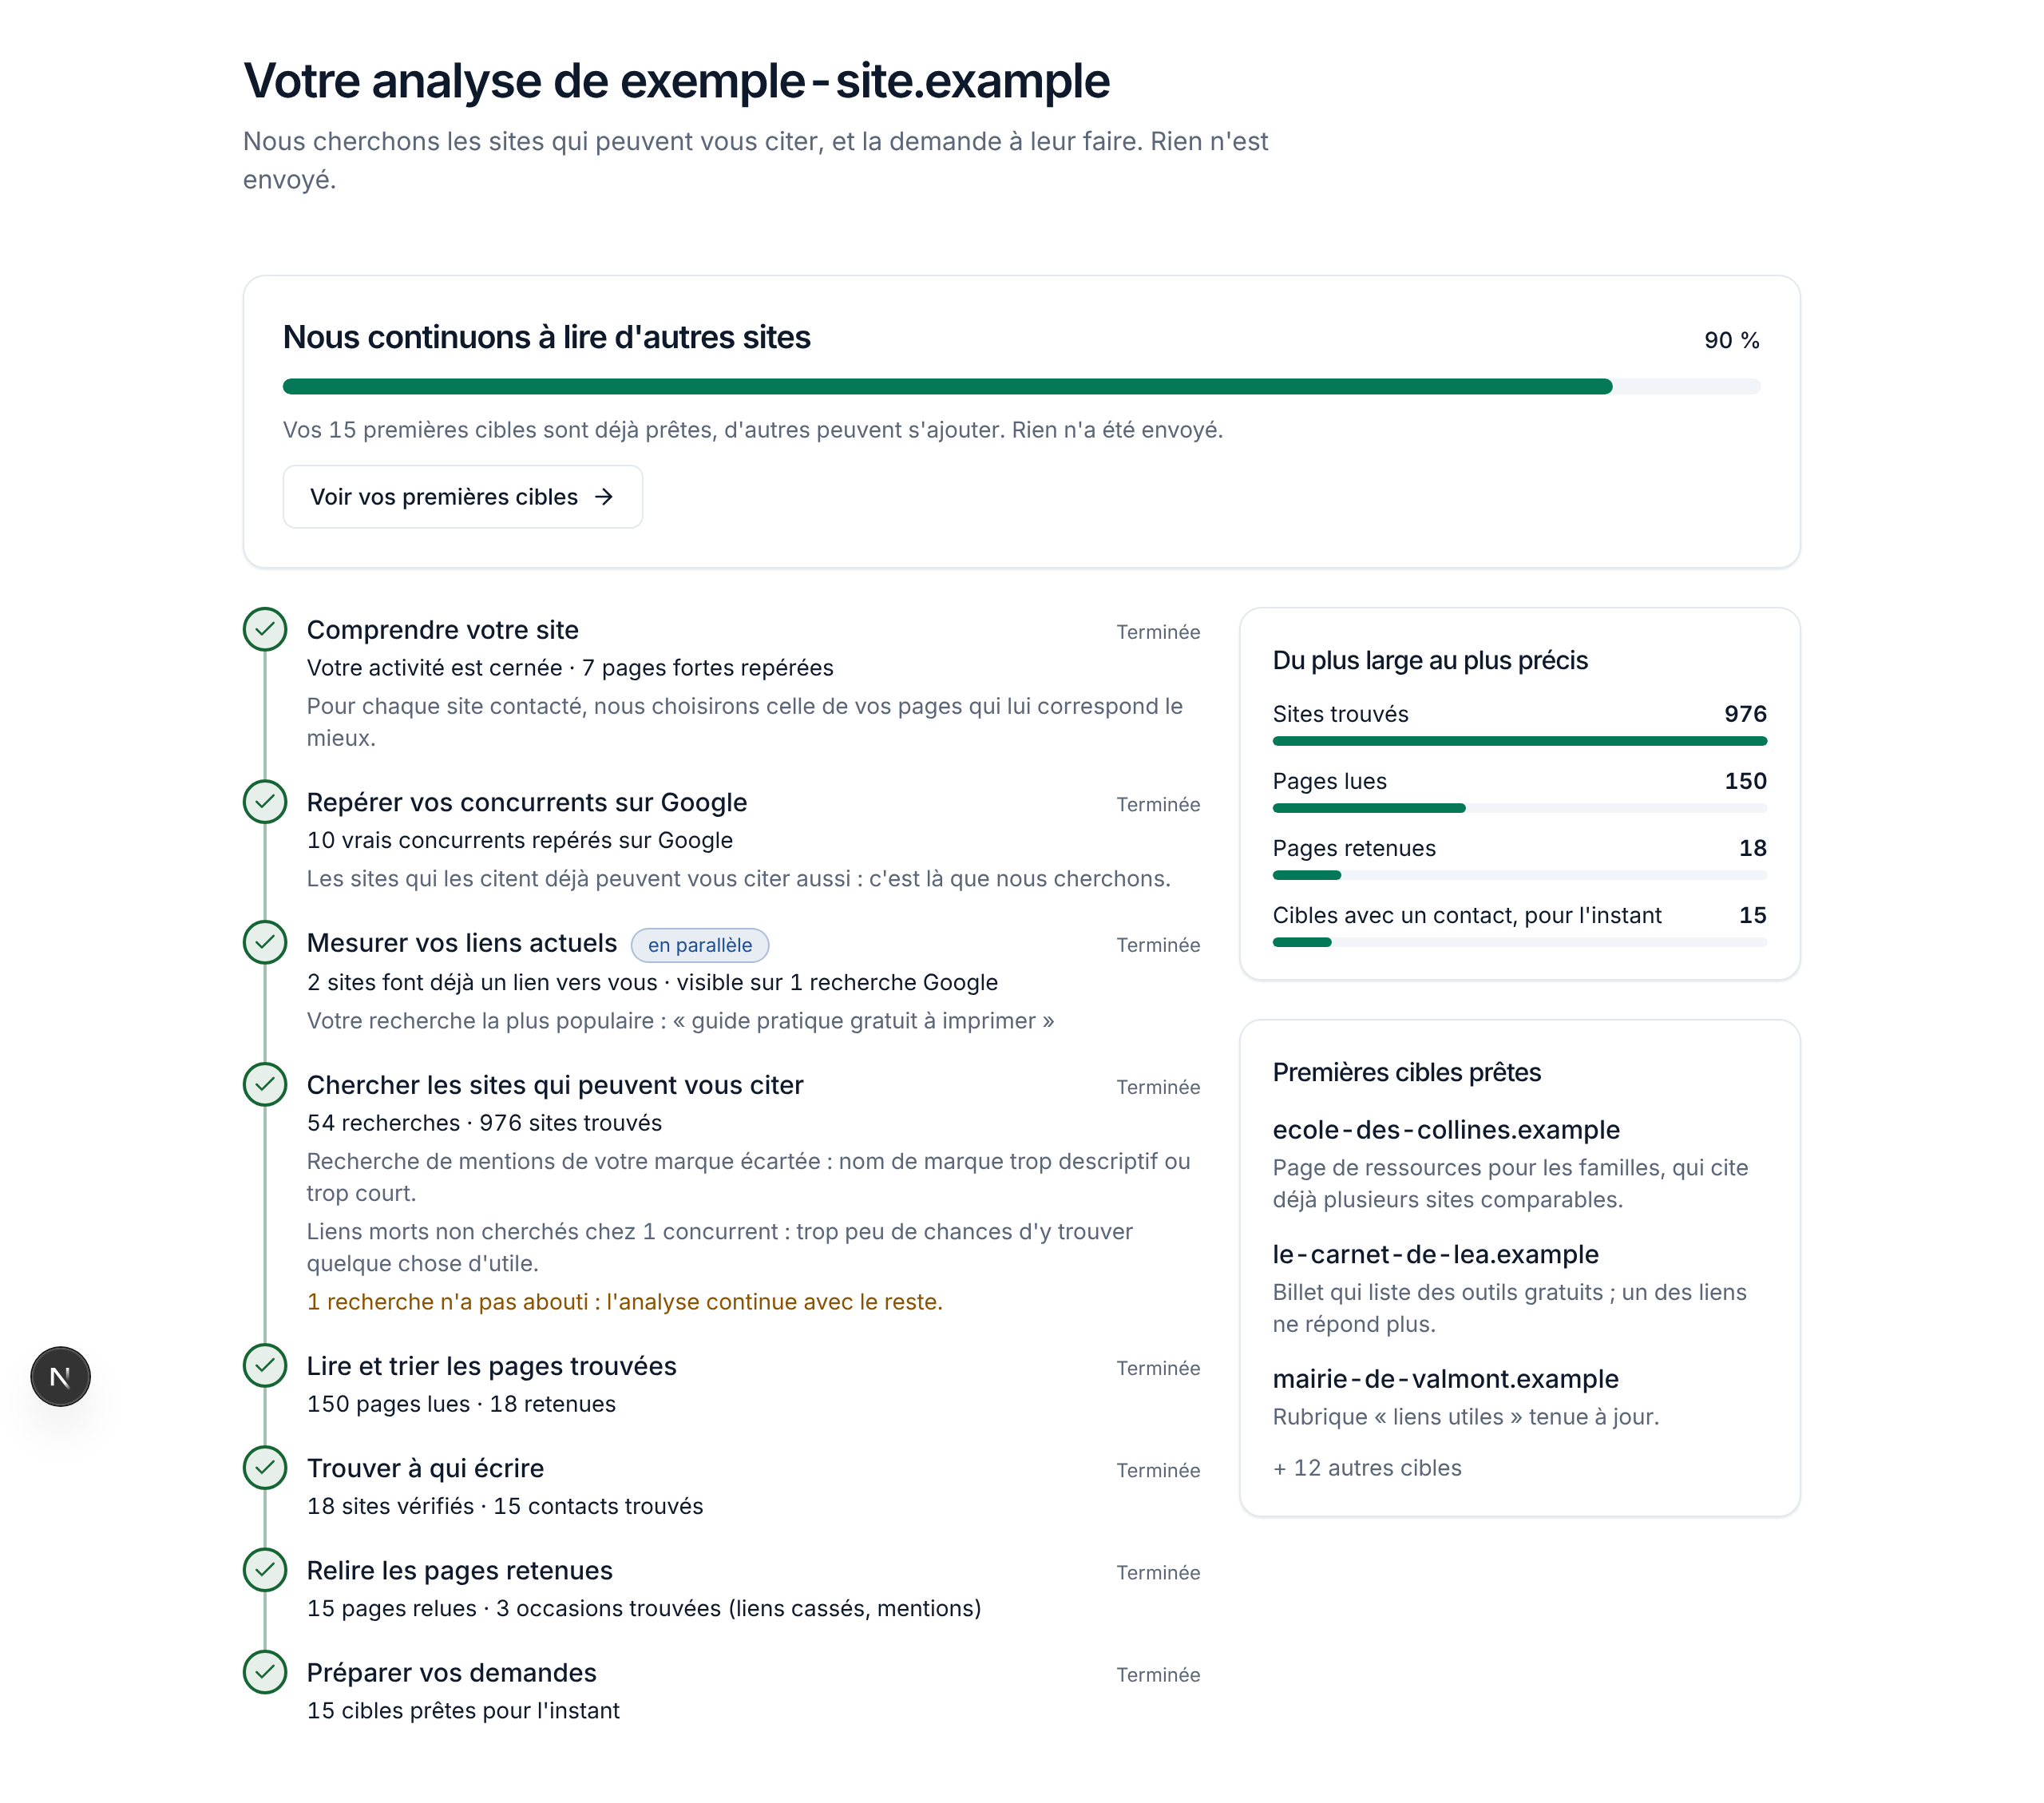 Votre analyse de exemple-site.example
Nous cherchons les sites qui peuvent vous citer, et la demande à leur faire. Rien n'est
envoyé.
Nous continuons à lire d'autres sites
90 %
Vos 15 premières cibles sont déjà prêtes, d'autres peuvent s'ajouter. Rien n'a été envoyé.
Voir vos premières cibles →
Comprendre votre site
Terminée
Votre activité est cernée · 7 pages fortes repérées
Pour chaque site contacté, nous choisirons celle de vos pages qui lui correspond le
mieux.
Repérer vos concurrents sur Google
Terminée
10 vrais concurrents repérés sur Google
Les sites qui les citent déjà peuvent vous citer aussi : c'est là que nous cherchons.
Mesurer vos liens actuels
en parallèle
Terminée
2 sites font déjà un lien vers vous · visible sur 1 recherche Google
Votre recherche la plus populaire : « guide pratique gratuit à imprimer »
Chercher les sites qui peuvent vous citer
Terminée
54 recherches · 976 sites trouvés
Recherche de mentions de votre marque écartée : nom de marque trop descriptif ou
trop court.
Liens morts non cherchés chez 1 concurrent : trop peu de chances d'y trouver
quelque chose d'utile.
1 recherche n'a pas abouti : l'analyse continue avec le reste.
Lire et trier les pages trouvées
Terminée
150 pages lues · 18 retenues
Trouver à qui écrire
Terminée
18 sites vérifiés · 15 contacts trouvés
Relire les pages retenues
Terminée
15 pages relues · 3 occasions trouvées (liens cassés, mentions)
Préparer vos demandes
Terminée
15 cibles prêtes pour l'instant
Du plus large au plus précis
Sites trouvés
976
Pages lues
150
Pages retenues
18
Cibles avec un contact, pour l'instant
15
Premières cibles prêtes
ecole-des-collines.example
Page de ressources pour les familles, qui cite
déjà plusieurs sites comparables.
le-carnet-de-lea.example
Billet qui liste des outils gratuits ; un des liens
ne répond plus.
mairie-de-valmont.example
Rubrique « liens utiles » tenue à jour.
+ 12 autres cibles
N